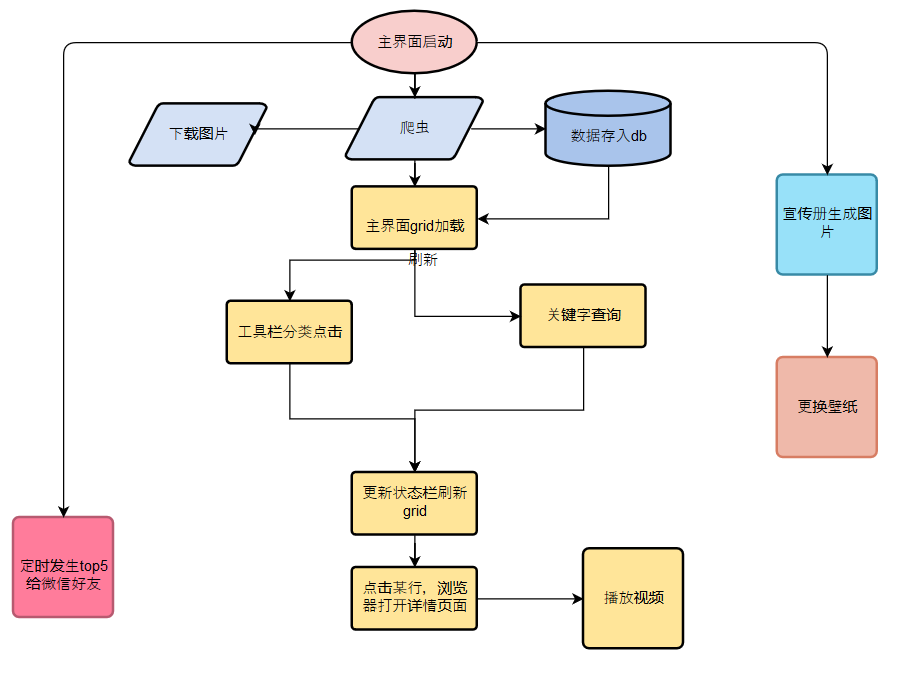 主界面启动
下载图片
爬虫
数据存入db
主界面grid加载
刷新
宣传册生成图
片
工具栏分类点击
关键字查询
更换壁纸
更新状态栏刷新
grid
定时发生top5
给微信好友
点击某行，浏览
器打开详情页面
播放视频